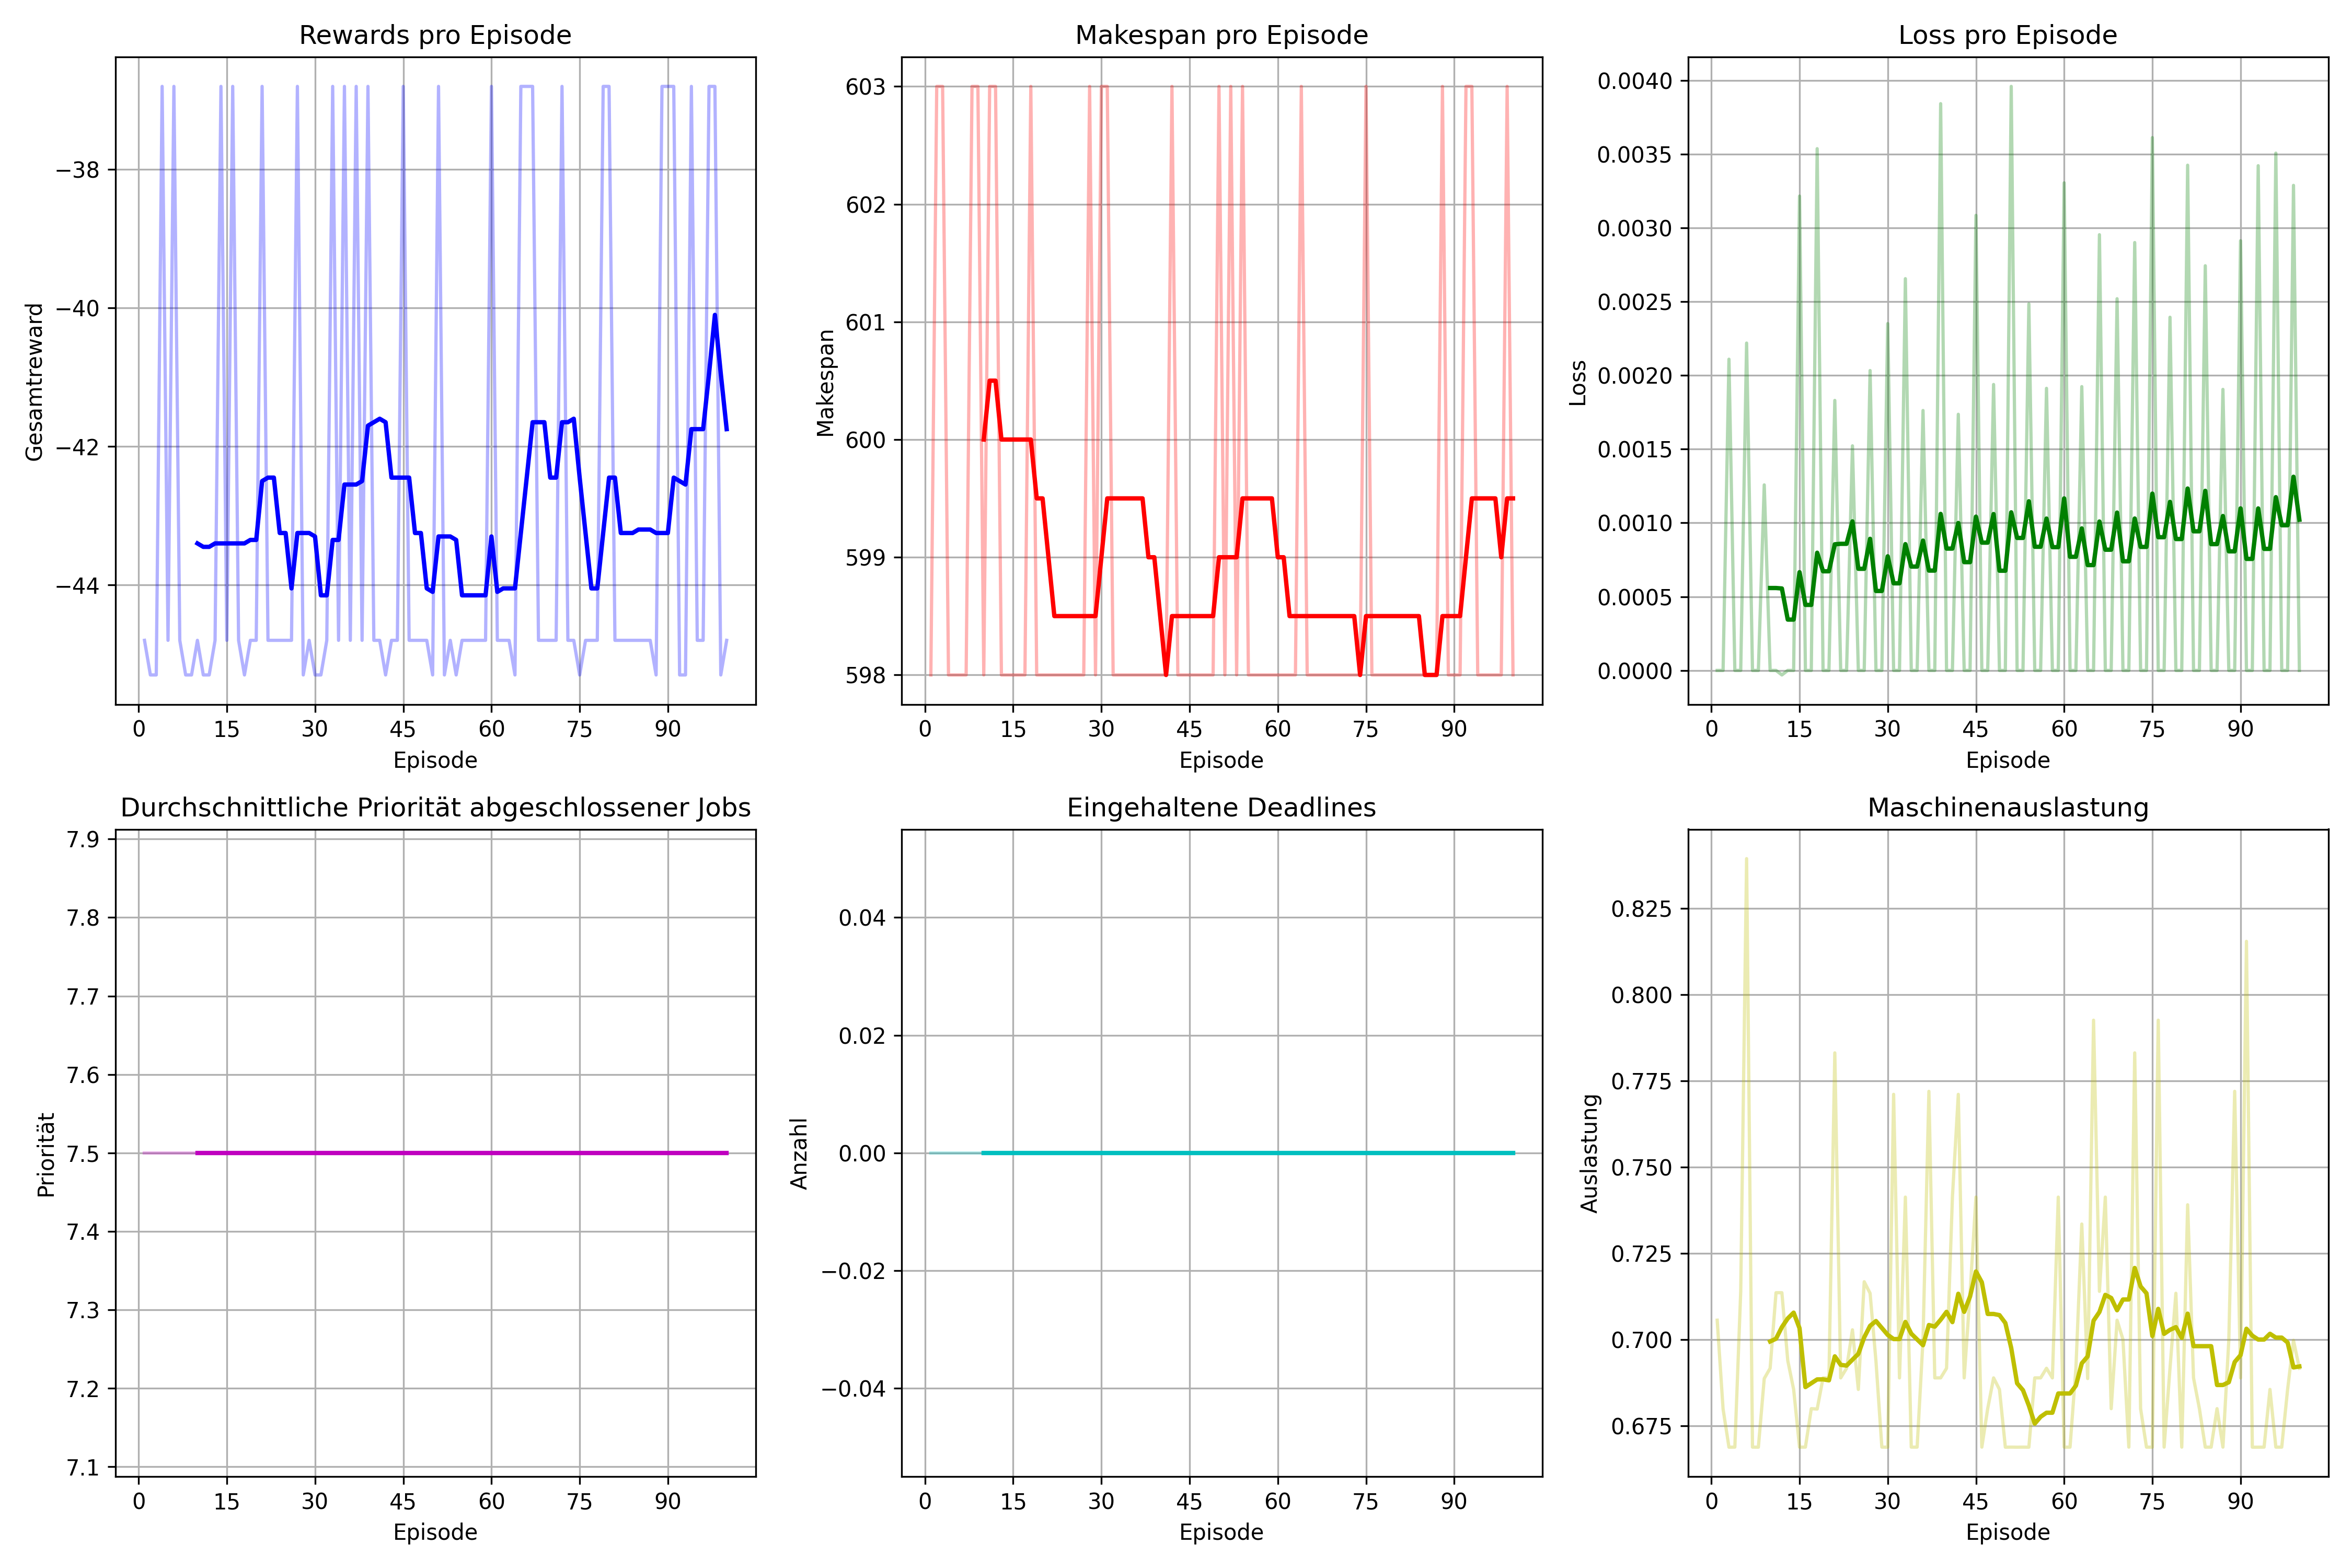 Rewards pro Episode
Gesamtreward
−38
−40
−42
−44
0 15 30 45 60 75 90
Episode
Makespan pro Episode
Makespan
603
602
601
600
599
598
0 15 30 45 60 75 90
Episode
Loss pro Episode
Loss
0.0040
0.0035
0.0030
0.0025
0.0020
0.0015
0.0010
0.0005
0.0000
0 15 30 45 60 75 90
Episode
Durchschnittliche Priorität abgeschlossener Jobs
Priorität
7.9
7.8
7.7
7.6
7.5
7.4
7.3
7.2
7.1
0 15 30 45 60 75 90
Episode
Eingehaltene Deadlines
Anzahl
0.04
0.02
0.00
−0.02
−0.04
0 15 30 45 60 75 90
Episode
Maschinenauslastung
Auslastung
0.825
0.800
0.775
0.750
0.725
0.700
0.675
0 15 30 45 60 75 90
Episode